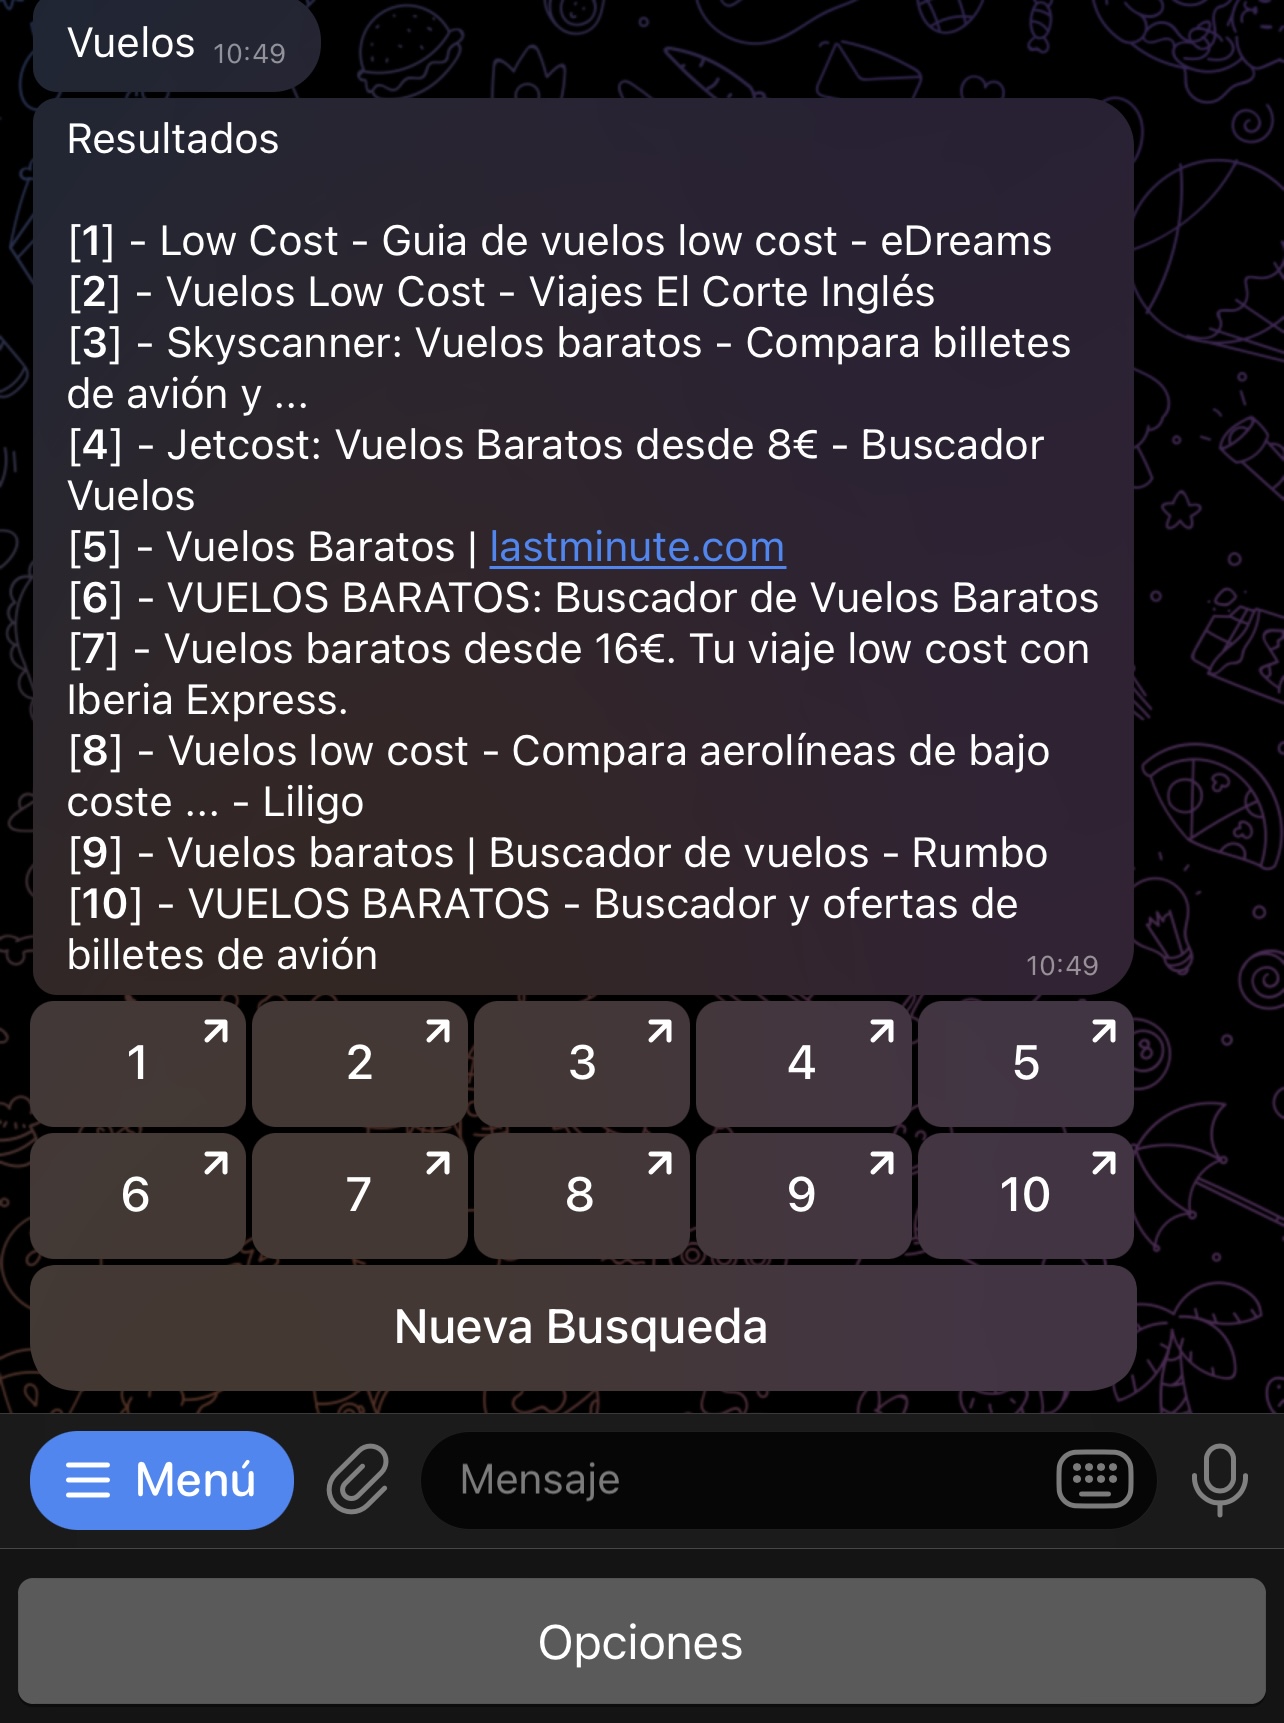 Vuelos 10:49
Resultados
[1] - Low Cost - Guia de vuelos low cost - eDreams
[2] - Vuelos Low Cost - Viajes El Corte Inglés
[3] - Skyscanner: Vuelos baratos - Compara billetes
de avión y ...
[4] - Jetcost: Vuelos Baratos desde 8€ - Buscador
Vuelos
[5] - Vuelos Baratos | lastminute.com
[6] - VUELOS BARATOS: Buscador de Vuelos Baratos
[7] - Vuelos baratos desde 16€. Tu viaje low cost con
Iberia Express.
[8] - Vuelos low cost - Compara aerolíneas de bajo
coste ... - Liligo
[9] - Vuelos baratos | Buscador de vuelos - Rumbo
[10] - VUELOS BARATOS - Buscador y ofertas de
billetes de avión 10:49
1 2 3 4 5
6 7 8 9 10
Nueva Busqueda
Menú Mensaje
Opciones